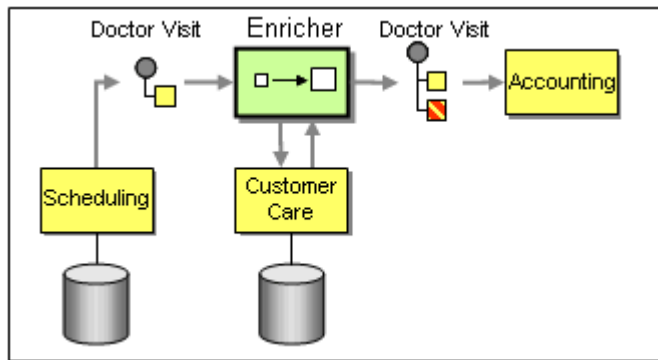 Doctor Visit
Enricher
Doctor Visit
Accounting
Scheduling
Customer
Care